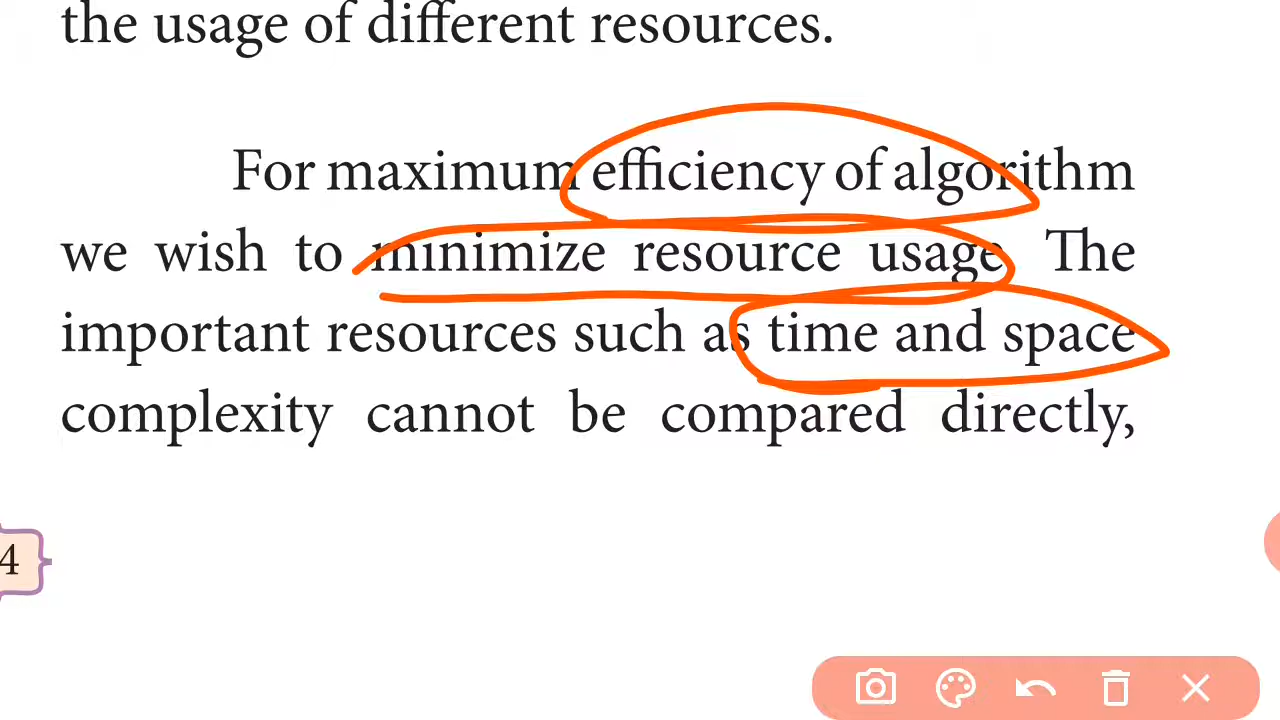 the usage of different resources.
For maximum efficiency of algorithm
we wish to minimize resource usage. The
important resources such as time and space
complexity cannot be compared directly,
4